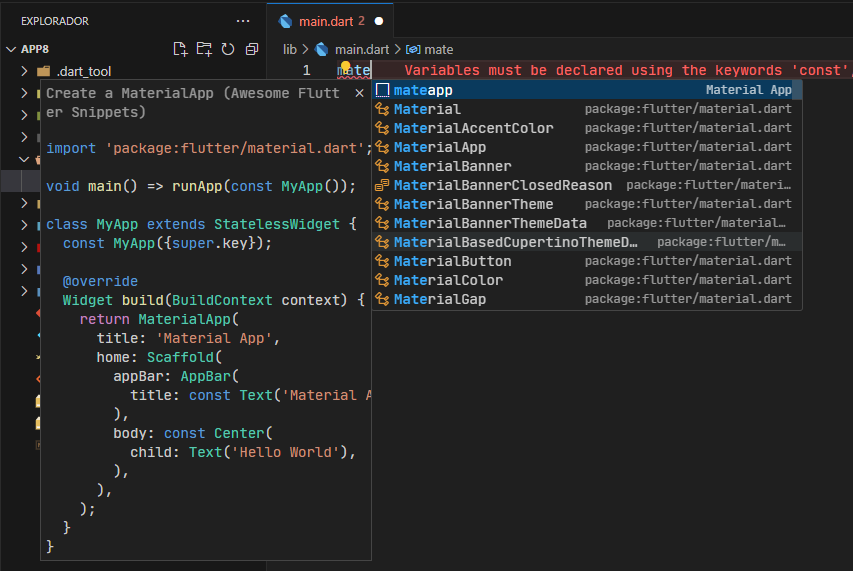 EXPLORADOR ···
main.dart 2
APP8
lib > main.dart > mate
.dart_tool
1 mate Variables must be declared using the keywords 'const',
Create a MaterialApp (Awesome Flutt
er Snippets)
import 'package:flutter/material.dart';
void main() => runApp(const MyApp());
class MyApp extends StatelessWidget {
const MyApp({super.key});
@override
Widget build(BuildContext context) {
return MaterialApp(
title: 'Material App',
home: Scaffold(
appBar: AppBar(
title: const Text('Material A
),
body: const Center(
child: Text('Hello World'),
),
),
);
}
}
mateapp Material App
Material package:flutter/material.dart
MaterialAccentColor package:flutter/material.dart
MaterialApp package:flutter/material.dart
MaterialBanner package:flutter/material.dart
MaterialBannerClosedReason package:flutter/materi…
MaterialBannerTheme package:flutter/material.dart
MaterialBannerThemeData package:flutter/material…
MaterialBasedCupertinoThemeD… package:flutter/m…
MaterialButton package:flutter/material.dart
MaterialColor package:flutter/material.dart
MaterialGap package:flutter/material.dart